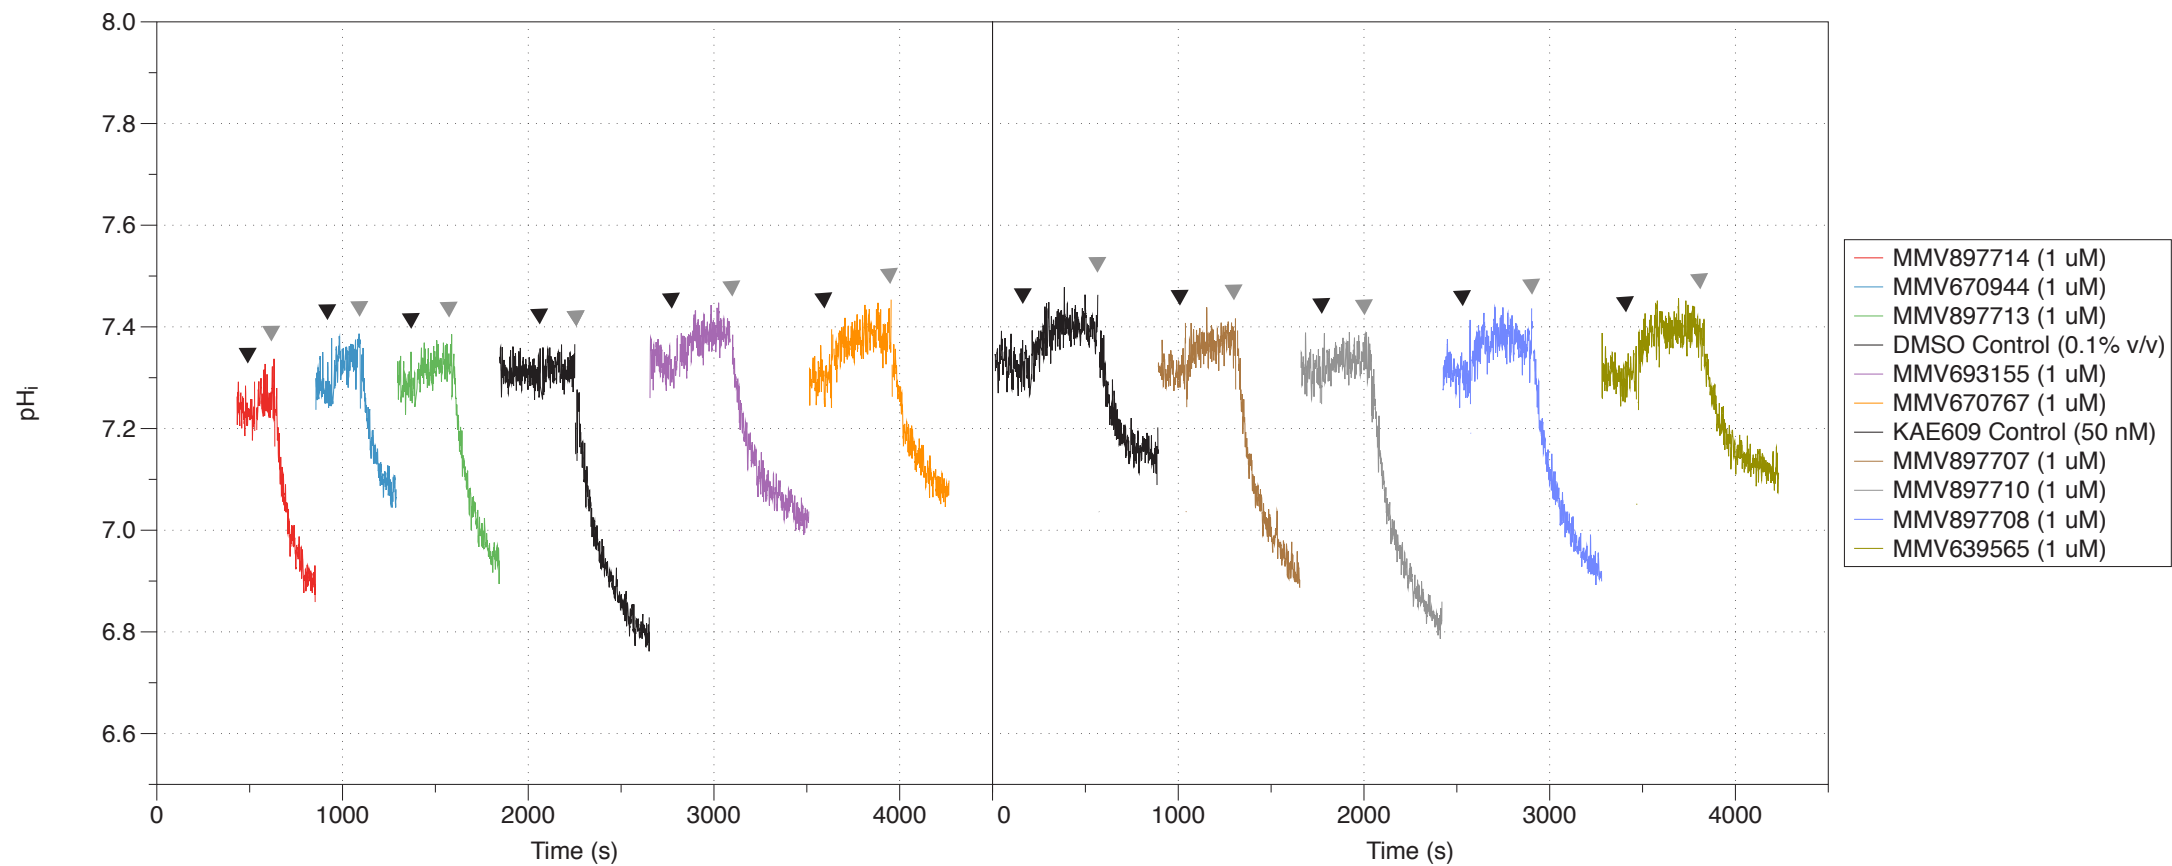 8.0
7.8
7.6
7.4
7.2
7.0
6.8
6.6
pHi
0 1000 2000 3000 4000 0 1000 2000 3000 4000
Time (s) Time (s)
MMV897714 (1 uM)
MMV670944 (1 uM)
MMV897713 (1 uM)
DMSO Control (0.1% v/v)
MMV693155 (1 uM)
MMV670767 (1 uM)
KAE609 Control (50 nM)
MMV897707 (1 uM)
MMV897710 (1 uM)
MMV897708 (1 uM)
MMV639565 (1 uM)